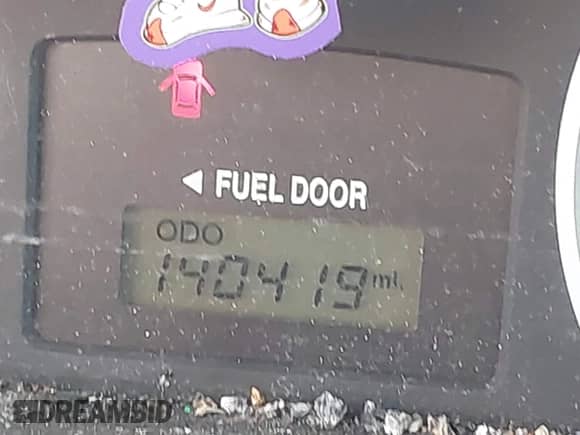 ◄ FUEL DOOR
ODO
140419 mi.
DREAMBID